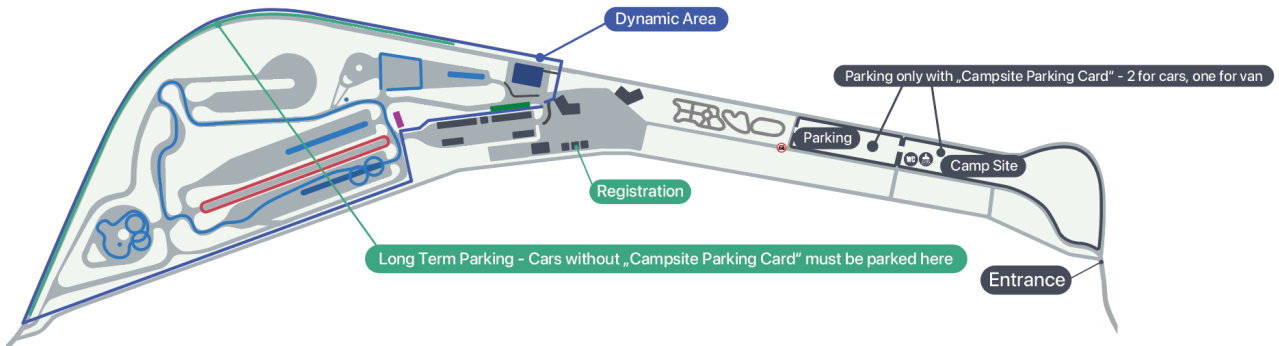 Dynamic Area
Parking only with „Campsite Parking Card“ - 2 for cars, one for van
Parking
WC
Camp Site
Registration
Long Term Parking - Cars without „Campsite Parking Card“ must be parked here
Entrance